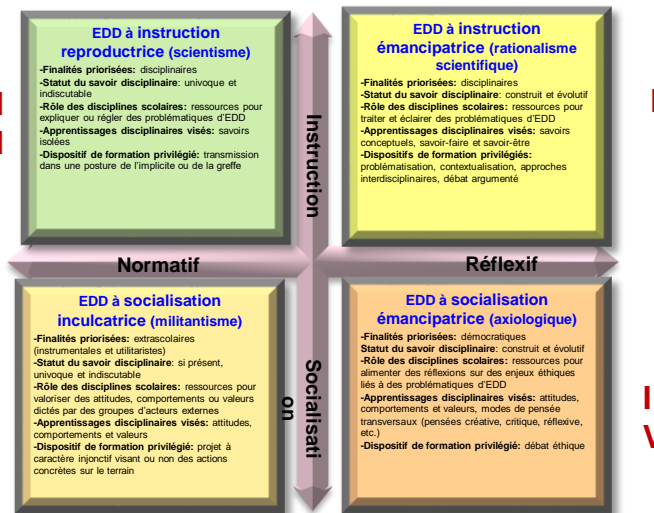 EDD à instruction
reproductrice (scientisme)
-Finalités priorisées: disciplinaires
-Statut du savoir disciplinaire: univoque et
indiscutable
-Rôle des disciplines scolaires: ressources pour
expliquer ou régler des problématiques d'EDD
-Apprentissages disciplinaires visés: savoirs
isolées
-Dispositif de formation privilégié: transmission
dans une posture de l'implicite ou de la greffe
Instruction
EDD à instruction
émancipatrice (rationalisme
scientifique)
-Finalités priorisées: disciplinaires
-Statut du savoir disciplinaire: construit et évolutif
-Rôle des disciplines scolaires: ressources pour
traiter et éclairer des problématiques d'EDD
-Apprentissages disciplinaires visés: savoirs
conceptuels, savoir-faire et savoir-être
-Dispositifs de formation privilégiés:
problématisation, contextualisation, approches
interdisciplinaires, débat argumenté
Normatif
Réflexif
EDD à socialisation
inculcatrice (militantisme)
-Finalités priorisées: extrascolaires
(instrumentales et utilitaristes)
-Statut du savoir disciplinaire: si présent,
univoque et indiscutable
-Rôle des disciplines scolaires: ressources pour
valoriser des attitudes, comportements ou valeurs
dictés par des groupes d'acteurs externes
-Apprentissages disciplinaires visés: attitudes,
comportements et valeurs
-Dispositif de formation privilégié: projet à
caractère injonctif visant ou non des actions
concrètes sur le terrain
Socialisati
on
EDD à socialisation
émancipatrice (axiologique)
-Finalités priorisées: démocratiques
Statut du savoir disciplinaire: construit et évolutif
-Rôle des disciplines scolaires: ressources pour
alimenter des réflexions sur des enjeux éthiques
liés à des problématiques d'EDD
-Apprentissages disciplinaires visés: attitudes,
comportements et valeurs, modes de pensée
transversaux (pensées créative, critique, réflexive,
etc.)
-Dispositif de formation privilégié: débat éthique